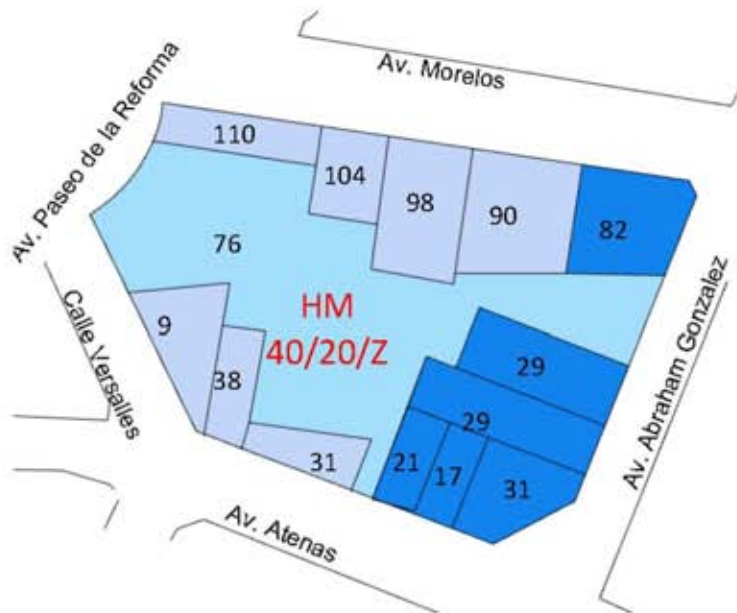 Av. Morelos
Av. Paseo de la Reforma
110
104
98
90
82
76
HM
40/20/Z
9
38
31
29
29
21
17
31
Calle Versalles
Av. Abraham Gonzalez
Av. Atenas